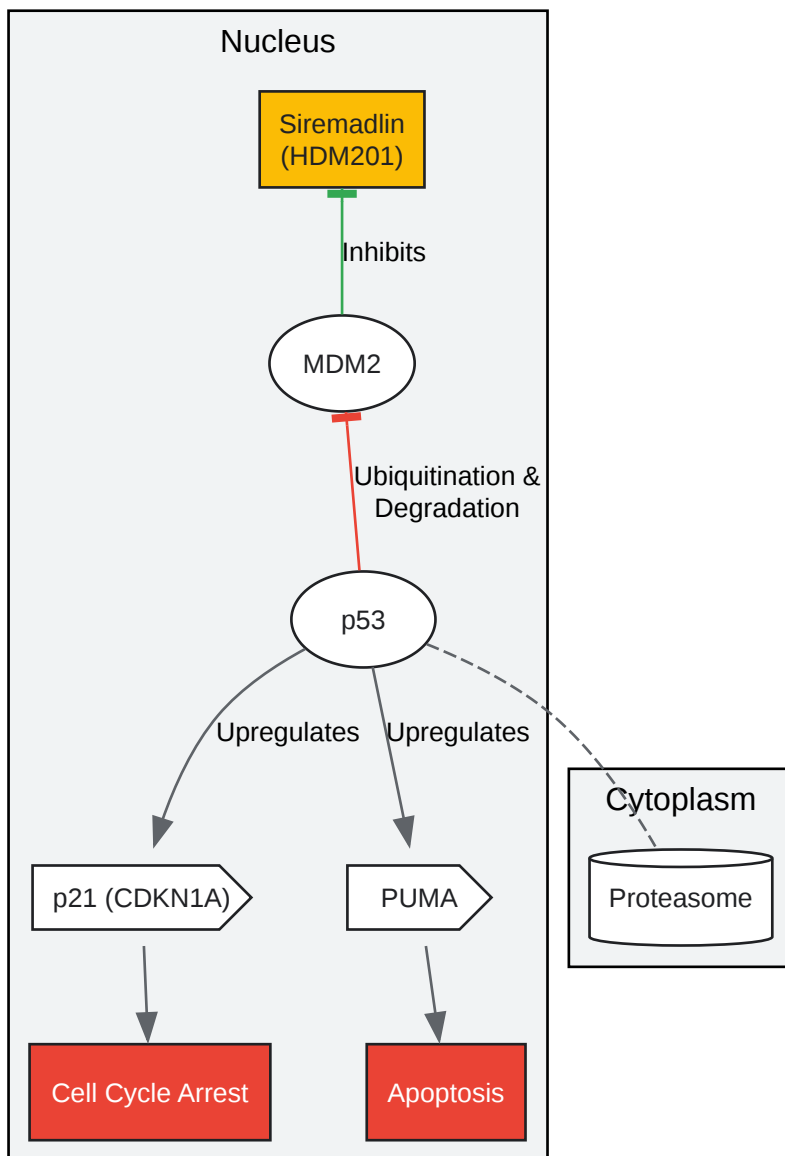 Nucleus
Siremadlin
(HDM201)
Inhibits
MDM2
Ubiquitination &
Degradation
p53
Upregulates
Upregulates
Cytoplasm
p21 (CDKN1A)
PUMA
Proteasome
Cell Cycle Arrest
Apoptosis